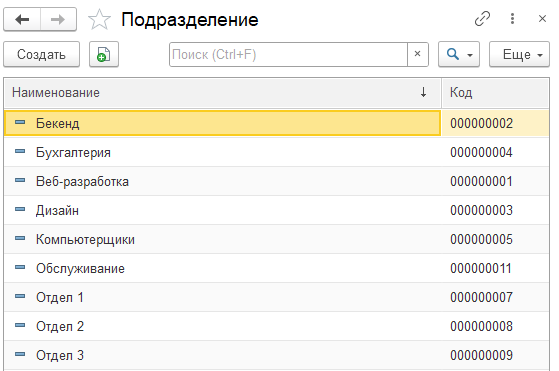 Подразделение
Создать Поиск (Ctrl+F) × Еще
Наименование ↓ Код
Бекенд 000000002
Бухгалтерия 000000004
Веб-разработка 000000001
Дизайн 000000003
Компьютерщики 000000005
Обслуживание 000000011
Отдел 1 000000007
Отдел 2 000000008
Отдел 3 000000009